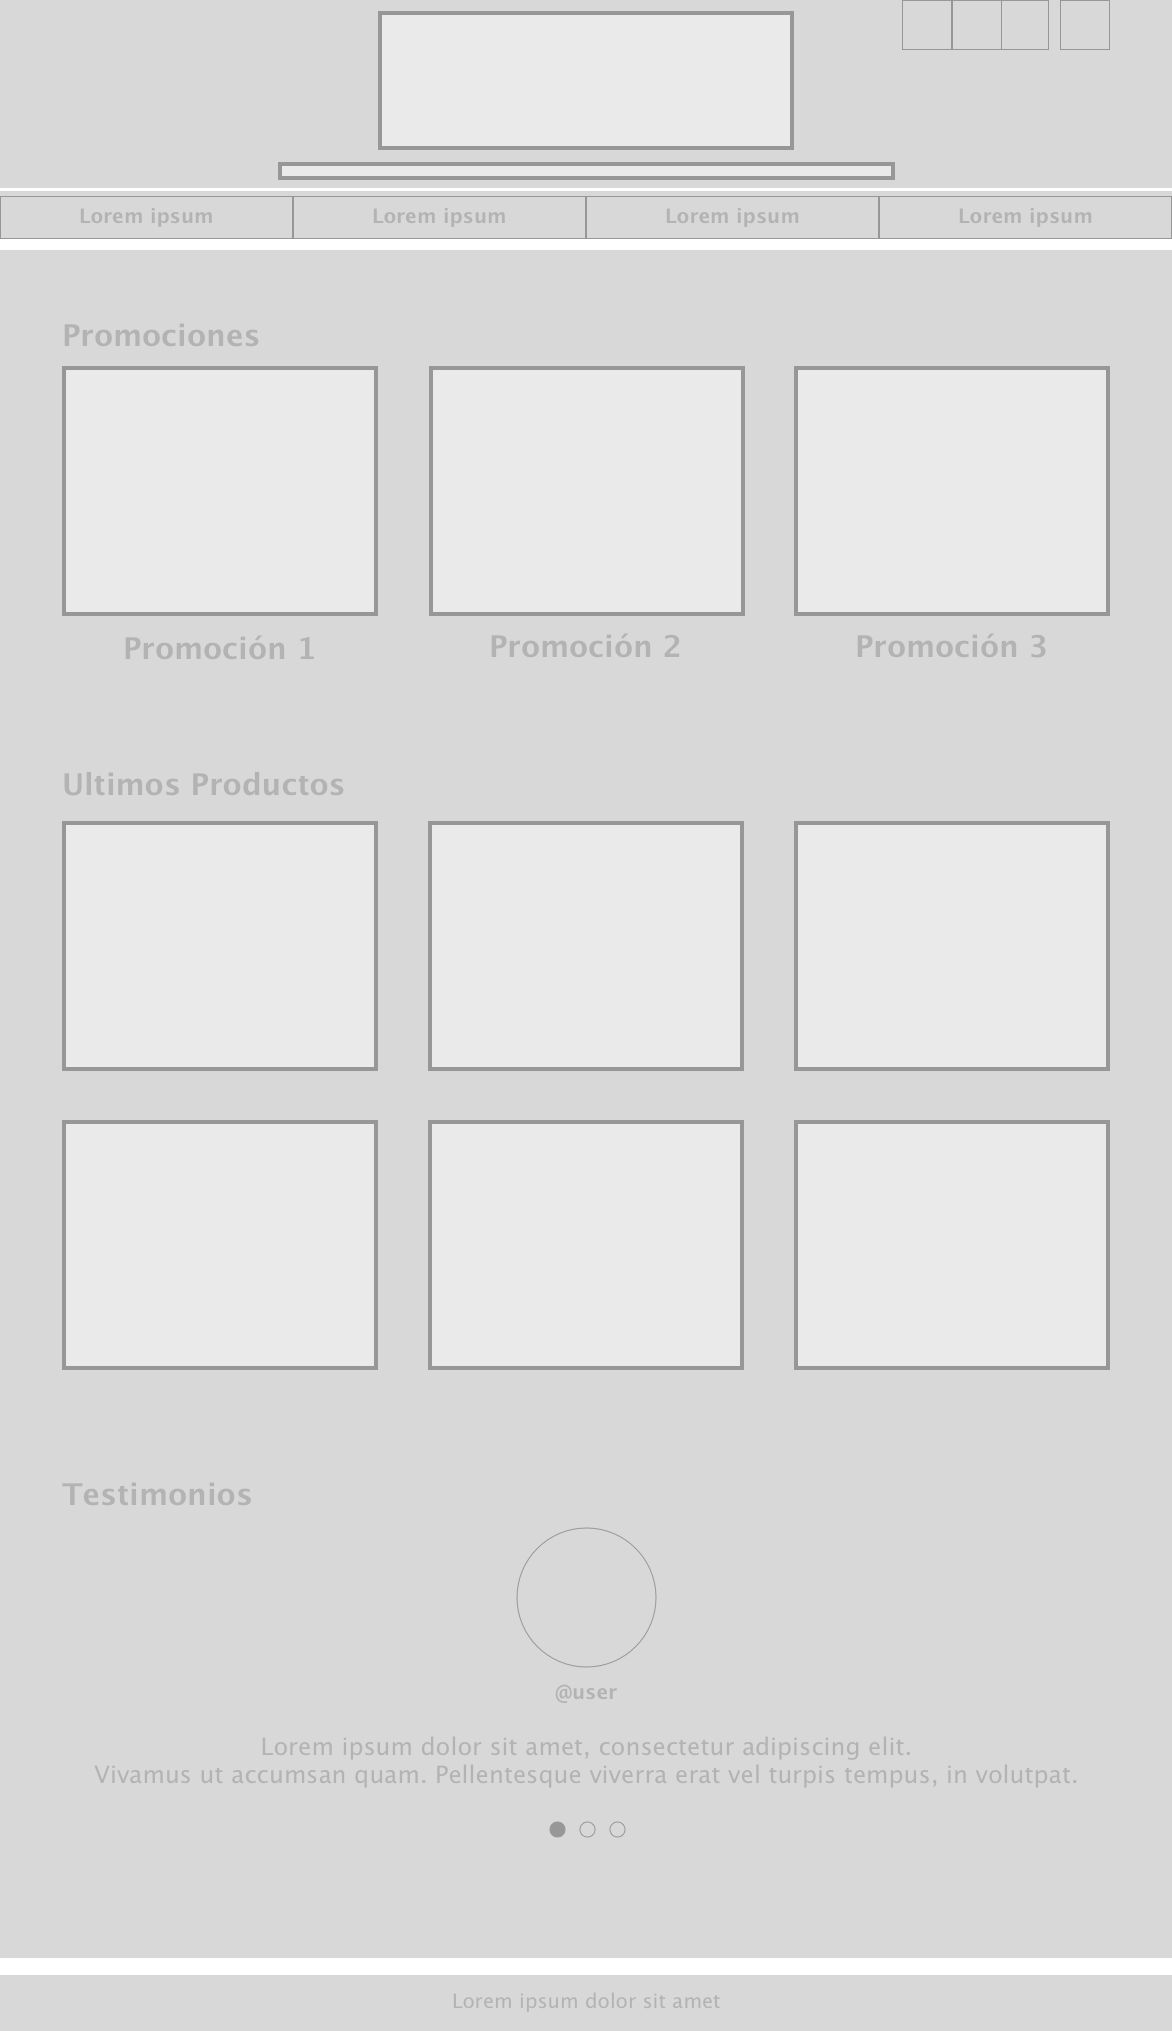 Lorem ipsum Lorem ipsum Lorem ipsum Lorem ipsum
Promociones
Promoción 1 Promoción 2 Promoción 3
Ultimos Productos
Testimonios
@user
Lorem ipsum dolor sit amet, consectetur adipiscing elit.
Vivamus ut accumsan quam. Pellentesque viverra erat vel turpis tempus, in volutpat.
Lorem ipsum dolor sit amet